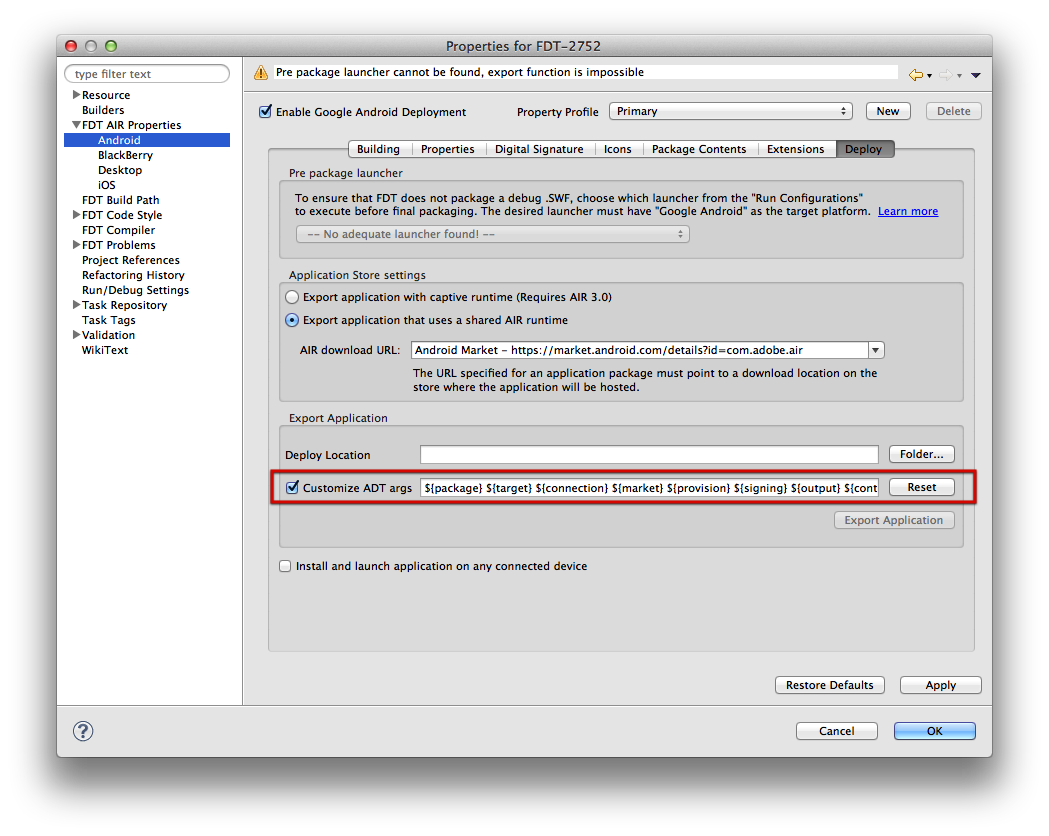 Properties for FDT-2752
type filter text
Resource
Builders
FDT AIR Properties
Android
BlackBerry
Desktop
iOS
FDT Build Path
FDT Code Style
FDT Compiler
FDT Problems
Project References
Refactoring History
Run/Debug Settings
Task Repository
Task Tags
Validation
WikiText
Pre package launcher cannot be found, export function is impossible
Enable Google Android Deployment Property Profile Primary New Delete
Building Properties Digital Signature Icons Package Contents Extensions Deploy
Pre package launcher
To ensure that FDT does not package a debug .SWF, choose which launcher from the "Run Configurations"
to execute before final packaging. The desired launcher must have "Google Android" as the target platform. Learn more
-- No adequate launcher found! --
Application Store settings
Export application with captive runtime (Requires AIR 3.0)
Export application that uses a shared AIR runtime
AIR download URL: Android Market - https://market.android.com/details?id=com.adobe.air
The URL specified for an application package must point to a download location on the
store where the application will be hosted.
Export Application
Deploy Location Folder...
Customize ADT args ${package} ${target} ${connection} ${market} ${provision} ${signing} ${output} ${cont Reset
Export Application
Install and launch application on any connected device
Restore Defaults Apply
? Cancel OK